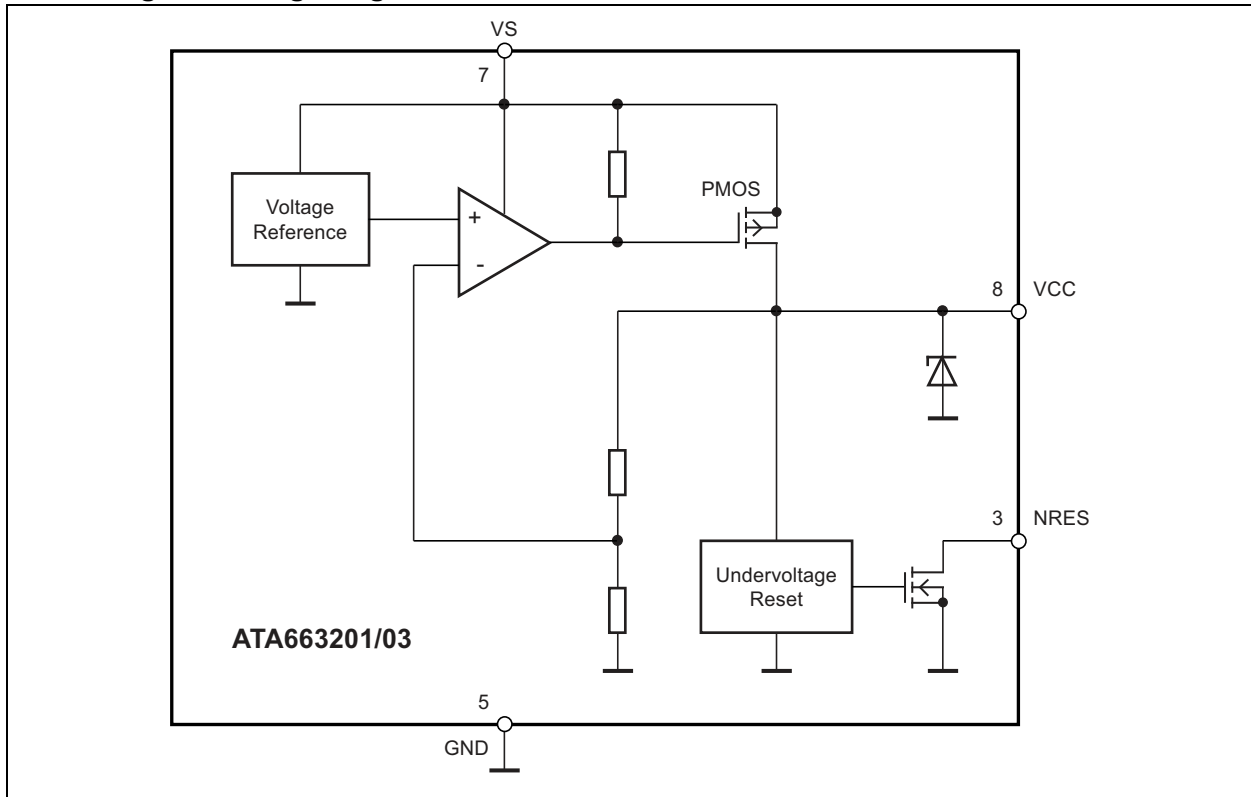 VS
7
PMOS
Voltage
Reference
+
-
8 VCC
3 NRES
Undervoltage
Reset
ATA663201/03
5
GND